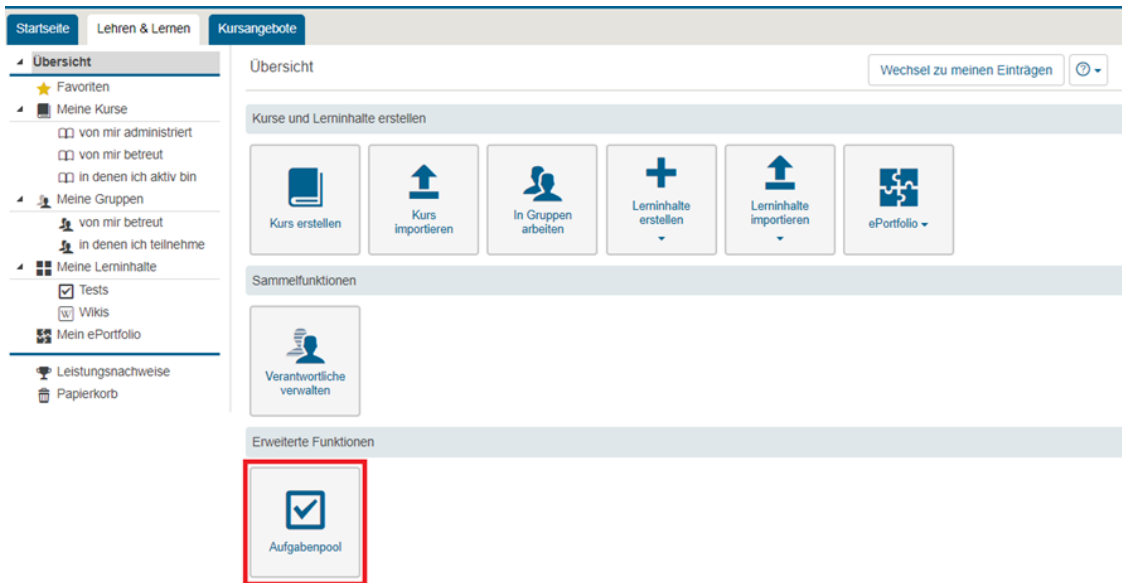 Startseite
Lehren & Lernen
Kursangebote
Übersicht
Favoriten
Meine Kurse
von mir administriert
von mir betreut
in denen ich aktiv bin
Meine Gruppen
von mir betreut
in denen ich teilnehme
Meine Lerninhalte
Tests
Wikis
Mein ePortfolio
Leistungsnachweise
Papierkorb
Übersicht
Wechsel zu meinen Einträgen
Kurse und Lerninhalte erstellen
Kurs erstellen
Kurs
importieren
In Gruppen
arbeiten
Lerninhalte
erstellen
Lerninhalte
importieren
ePortfolio
Sammelfunktionen
Verantwortliche
verwalten
Erweiterte Funktionen
Aufgabenpool